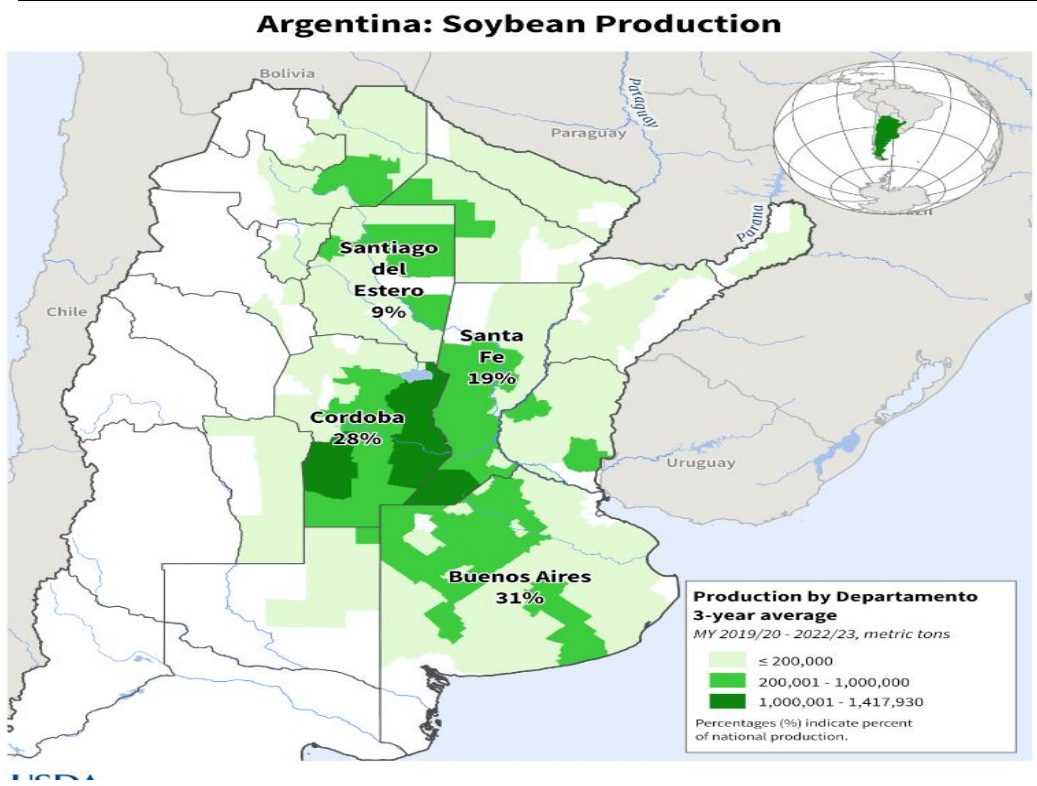 Argentina: Soybean Production
Bolivia
Paraguay
Paraguay
Parana
Chile
Santiago
del
Estero
9%
Santa
Fe
19%
Cordoba
28%
Uruguay
Buenos Aires
31%
Production by Departamento
3-year average
MY 2019/20 - 2022/23, metric tons
≤ 200,000
200,001 - 1,000,000
1,000,001 - 1,417,930
Percentages (%) indicate percent
of national production.
USDA